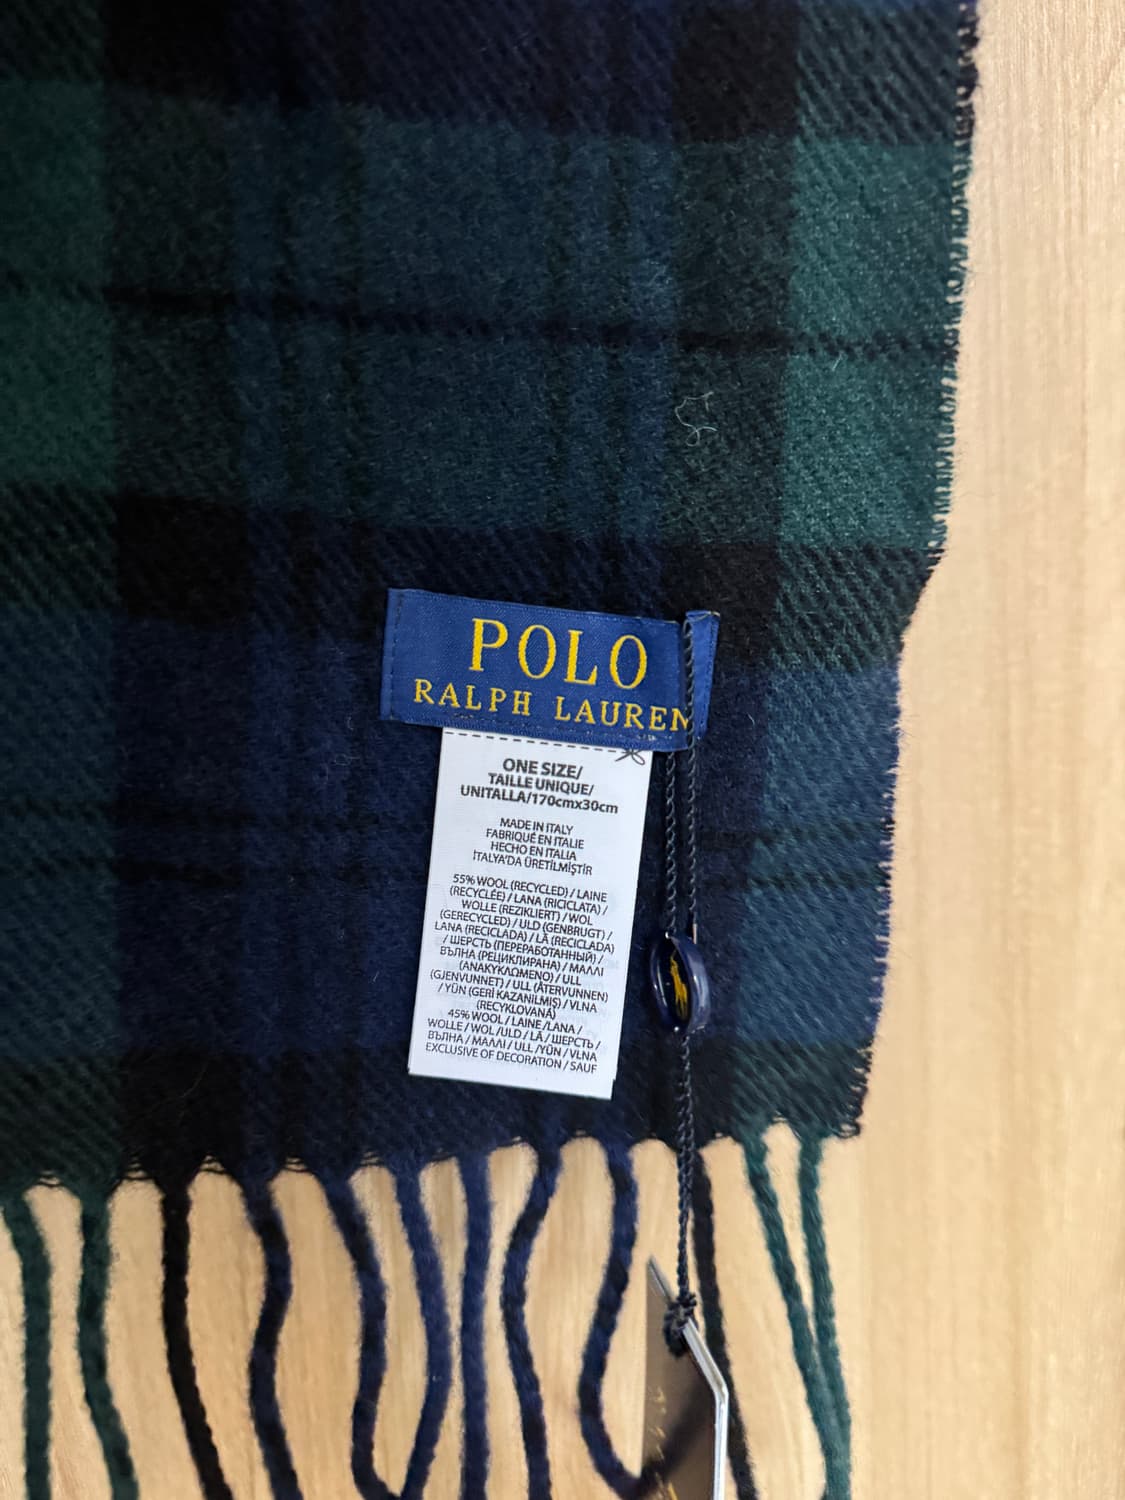 POLO
RALPH LAUREN
ONE SIZE/
TAILLE UNIQUE/
UNITALLA/170cmx30cm
MADE IN ITALY
FABRIQUÉ EN ITALIE
HECHO EN ITALIA
İTALYA'DA ÜRETİLMİŞTİR
55% WOOL (RECYCLED) / LAINE
(RECYCLÉE) / LANA (RICICLATA) /
WOLLE (REZIKLIERT) / WOL
(GERECYCLED) / ULD (GENBRUGT) /
LANA (RECICLADA) / LÃ (RECICLADA)
/ ШЕРСТЬ (ПЕРЕРАБОТАННЫЙ) /
ВЪЛНА (РЕЦИКЛИРАНА) / ΜΑΛΛΙ
(ΑΝΑΚΥΚΛΩΜΕΝΟ) / ULL
(GJENVUNNET) / ULL (ÅTERVUNNEN)
/ YÜN (GERİ KAZANILMIŞ) / VLNA
(RECYKLOVANÁ)
45% WOOL / LAINE /LANA /
WOLLE / WOL /ULD / LÃ / ШЕРСТЬ /
ВЪЛНА / ΜΑΛΛΙ / ULL /YÜN / VLNA
EXCLUSIVE OF DECORATION / SAUF